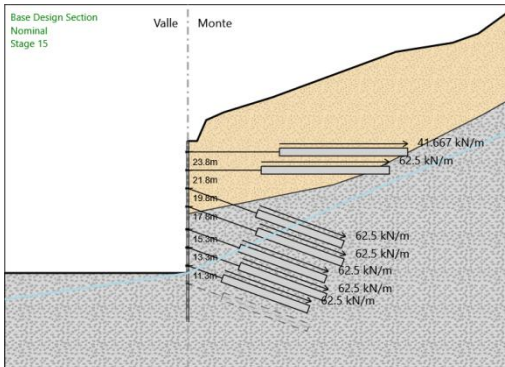 Base Design Section
Nominal
Stage 15
Valle
Monte
41.667 kN/m
23.8m
62.5 kN/m
21.8m
19.8m
17.8m
62.5 kN/m
15.3m
62.5 kN/m
13.3m
62.5 kN/m
11.3m
62.5 kN/m
62.5 kN/m